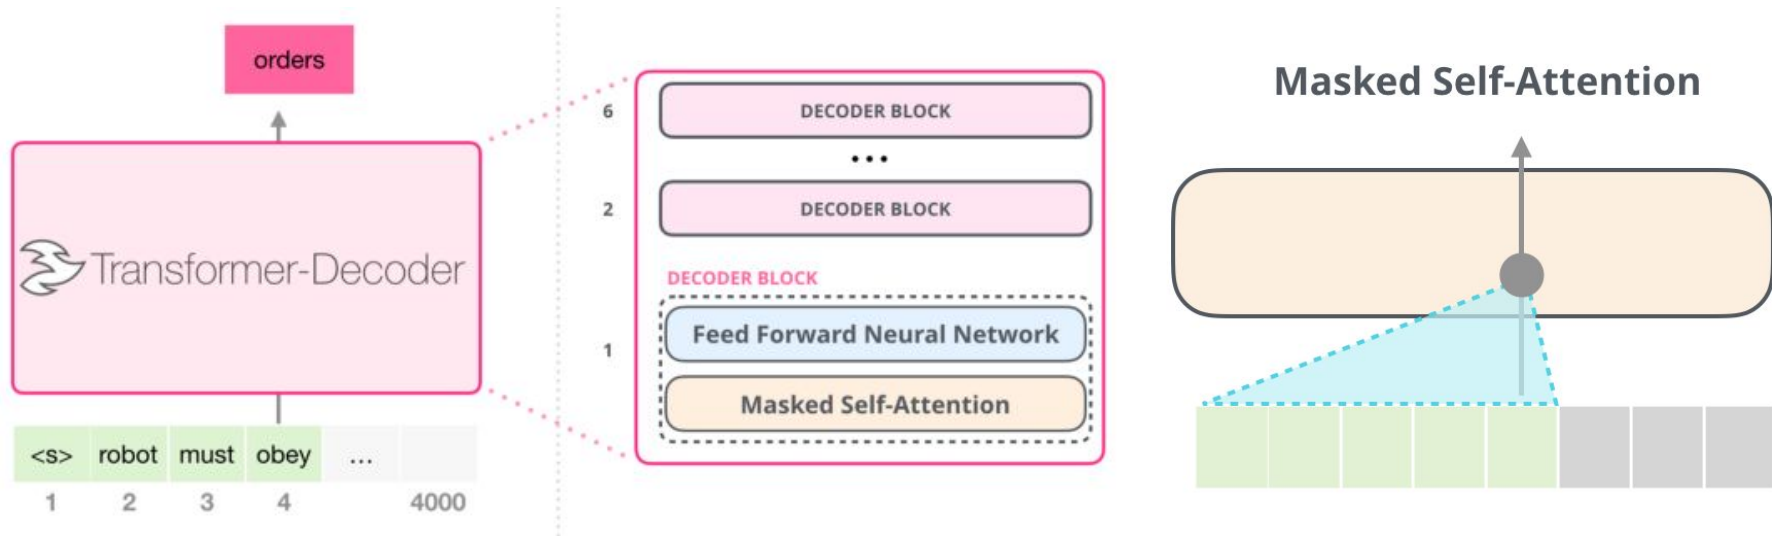 orders
Transformer-Decoder
<s> robot must obey ...
1 2 3 4 4000
6 DECODER BLOCK
...
2 DECODER BLOCK
DECODER BLOCK
Feed Forward Neural Network
1
Masked Self-Attention
Masked Self-Attention